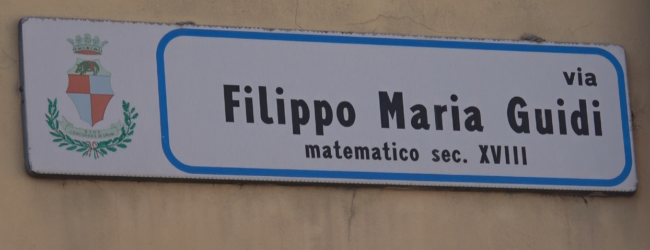 via
Filippo Maria Guidi
matematico sec. XVIII